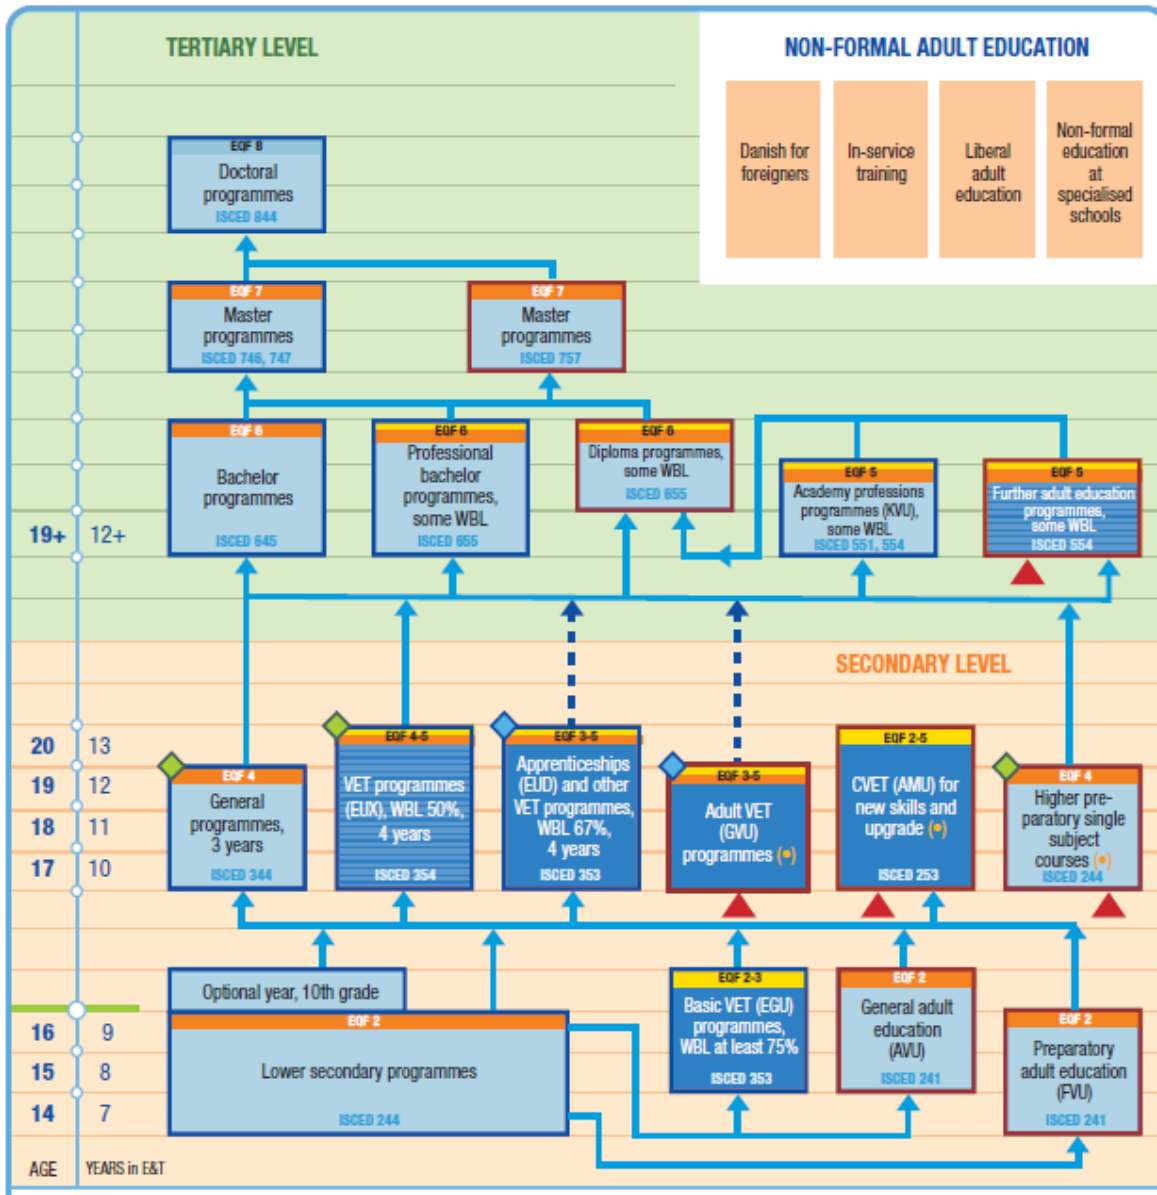 TERTIARY LEVEL
NON-FORMAL ADULT EDUCATION
Danish for
foreigners
In-service
training
Liberal
adult
education
Non-formal
education
at
specialised
schools
EQF 8
Doctoral
programmes
ISCED 844
EQF 7
Master
programmes
ISCED 746, 747
EQF 7
Master
programmes
ISCED 757
EQF 6
Bachelor
programmes
ISCED 645
EQF 6
Professional
bachelor
programmes,
some WBL
ISCED 655
EQF 6
Diploma programmes,
some WBL
ISCED 655
EQF 5
Academy professions
programmes (KVU),
some WBL
ISCED 551, 554
EQF 5
Further adult education
programmes,
some WBL
ISCED 554
19+ 12+
SECONDARY LEVEL
20 13
19 12
18 11
17 10
EQF 4
General
programmes,
3 years
ISCED 344
EQF 4-5
VET programmes
(EUX), WBL 50%,
4 years
ISCED 354
EQF 3-5
Apprenticeships
(EUD) and other
VET programmes,
WBL 67%,
4 years
ISCED 353
EQF 3-5
Adult VET
(GVU)
programmes (•)
EQF 2-5
CVET (AMU) for
new skills and
upgrade (•)
ISCED 253
EQF 4
Higher pre-
paratory single
subject
courses (•)
ISCED 244
Optional year, 10th grade
EQF 2
Lower secondary programmes
ISCED 244
EQF 2-3
Basic VET (EGU)
programmes,
WBL at least 75%
ISCED 353
EQF 2
General adult
education
(AVU)
ISCED 241
EQF 2
Preparatory
adult education
(FVU)
ISCED 241
16 9
15 8
14 7
AGE YEARS in E&T